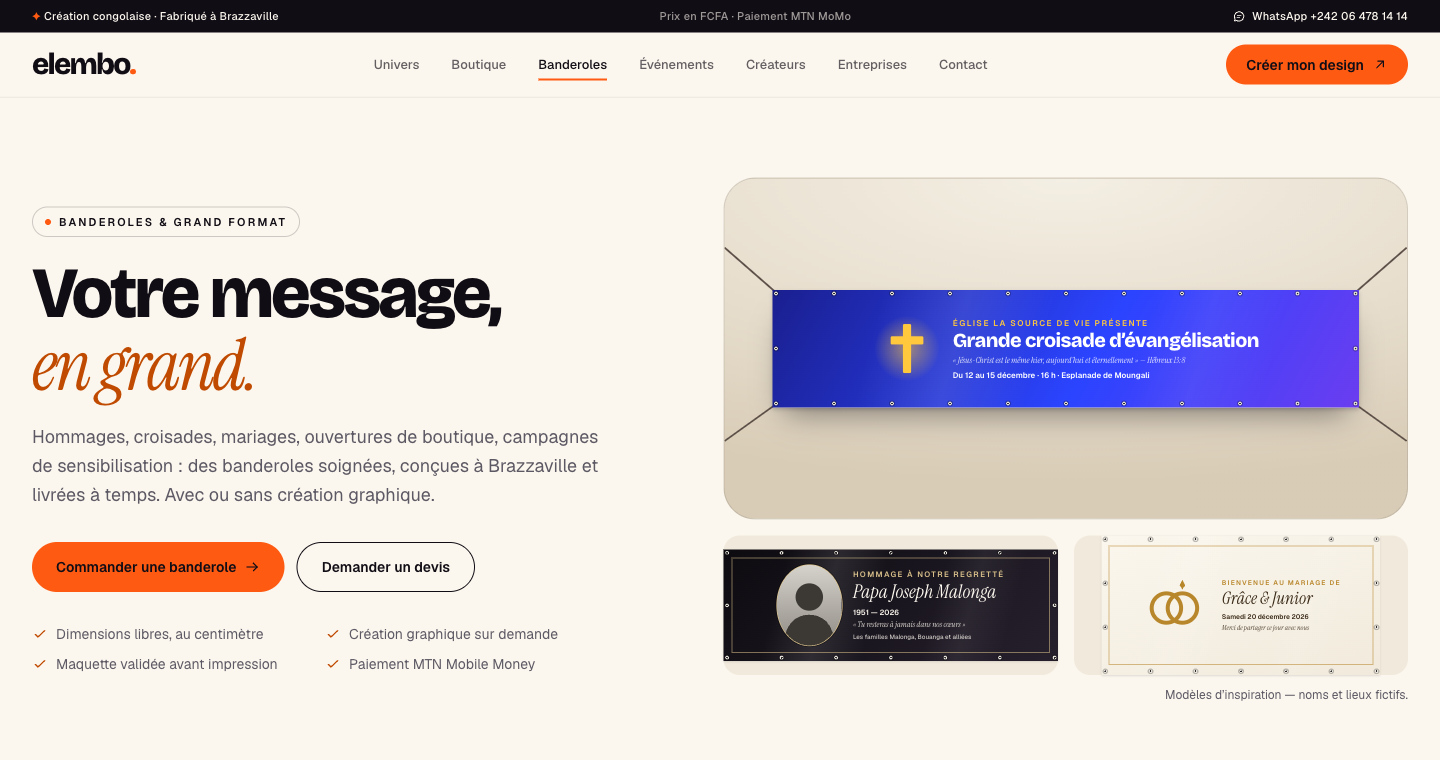 ✦ Création congolaise · Fabriqué à Brazzaville
Prix en FCFA · Paiement MTN MoMo
WhatsApp +242 06 478 14 14
elembo.
Univers
Boutique
Banderoles
Événements
Créateurs
Entreprises
Contact
Créer mon design
BANDEROLES & GRAND FORMAT
Votre message,
en grand.
Hommages, croisades, mariages, ouvertures de boutique, campagnes
de sensibilisation : des banderoles soignées, conçues à Brazzaville et
livrées à temps. Avec ou sans création graphique.
Commander une banderole
Demander un devis
Dimensions libres, au centimètre
Création graphique sur demande
Maquette validée avant impression
Paiement MTN Mobile Money
ÉGLISE LA SOURCE DE VIE PRÉSENTE
Grande croisade d'évangélisation
« Jésus-Christ est le même hier, aujourd'hui et éternellement » — Hébreux 13:8
Du 12 au 15 décembre · 16 h · Esplanade de Moungali
HOMMAGE À NOTRE REGRETTÉ
Papa Joseph Malonga
1951 — 2026
« Tu resteras à jamais dans nos cœurs »
Les familles Malonga, Bouanga et alliées
BIENVENUE AU MARIAGE DE
Grâce & Junior
Samedi 20 décembre 2026
Merci de partager ce jour avec nous
Modèles d'inspiration — noms et lieux fictifs.